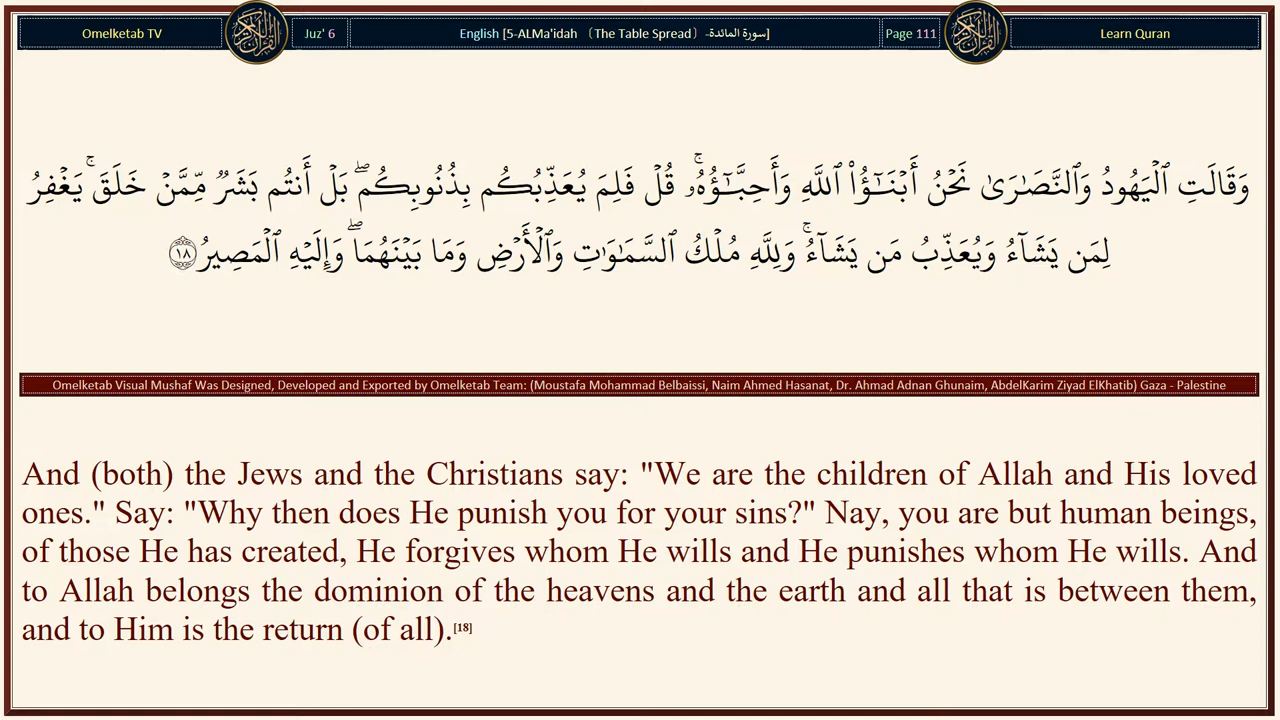 Omelketab TV
Juz' 6
English [5-ALMa'idah (The Table Spread) -سورة المائدة]
Page 111
Learn Quran
وَقَالَتِ ٱلۡيَهُودُ وَٱلنَّصَٰرَىٰ نَحۡنُ أَبۡنَٰٓؤُاْ ٱللَّهِ وَأَحِبَّٰٓؤُهُۥۚ قُلۡ فَلِمَ يُعَذِّبُكُم بِذُنُوبِكُمۖ بَلۡ أَنتُم بَشَرٞ مِّمَّنۡ خَلَقَۚ يَغۡفِرُ
لِمَن يَشَآءُ وَيُعَذِّبُ مَن يَشَآءُۚ وَلِلَّهِ مُلۡكُ ٱلسَّمَٰوَٰتِ وَٱلۡأَرۡضِ وَمَا بَيۡنَهُمَاۖ وَإِلَيۡهِ ٱلۡمَصِيرُ ١٨
Omelketab Visual Mushaf Was Designed, Developed and Exported by Omelketab Team: (Moustafa Mohammad Belbaissi, Naim Ahmed Hasanat, Dr. Ahmad Adnan Ghunaim, AbdelKarim Ziyad ElKhatib) Gaza - Palestine
And (both) the Jews and the Christians say: "We are the children of Allah and His loved
ones." Say: "Why then does He punish you for your sins?" Nay, you are but human beings,
of those He has created, He forgives whom He wills and He punishes whom He wills. And
to Allah belongs the dominion of the heavens and the earth and all that is between them,
and to Him is the return (of all).[18]